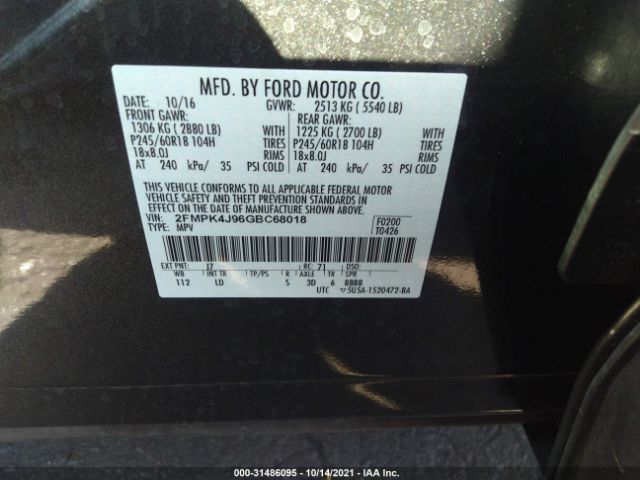 MFD. BY FORD MOTOR CO.
DATE: 10/16 GVWR: 2513 KG ( 5540 LB)
FRONT GAWR: REAR GAWR:
1306 KG ( 2880 LB) WITH 1225 KG ( 2700 LB) WITH
P245/60R18 104H TIRES P245/60R18 104H TIRES
18x8.0J RIMS 18x8.0J RIMS
AT 240 kPa/ 35 PSI COLD AT 240 kPa/ 35 PSI COLD
THIS VEHICLE CONFORMS TO ALL APPLICABLE FEDERAL MOTOR
VEHICLE SAFETY AND THEFT PREVENTION STANDARDS IN
EFFECT ON THE DATE OF MANUFACTURE SHOWN ABOVE.
VIN: 2FMPK4J96GBC68018 F0200
TYPE: MPV T0426
EXT PNT: J7 RC: 71 DSO:
WB INT TR TP/PS R AXLE TR SPR
112 LD S 3D 6 BBBB
UTC ▽5U5A-1520472-BA
000-31486095 - 10/14/2021 - IAA Inc.